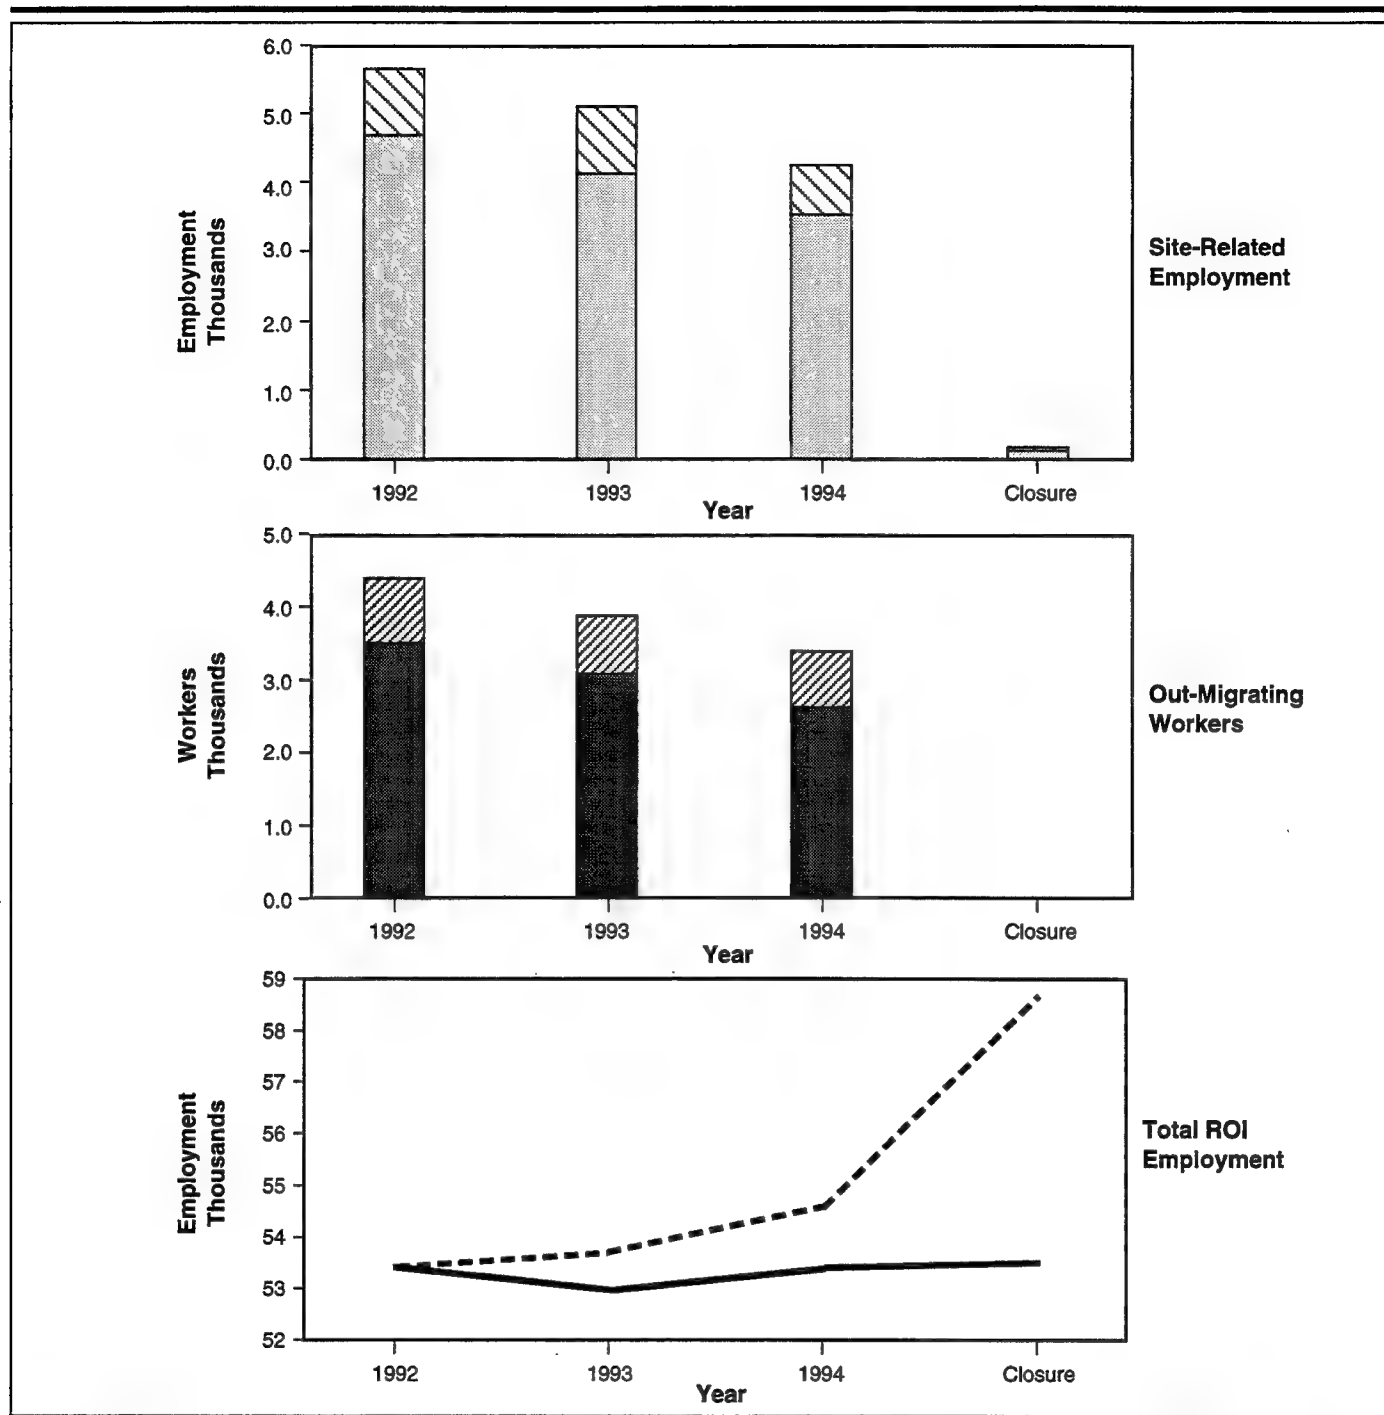 6.0
5.0
4.0
3.0
2.0
1.0
0.0
Employment
Thousands
1992
1993
1994
Closure
Year
Site-Related
Employment
5.0
4.0
3.0
2.0
1.0
0.0
Workers
Thousands
1992
1993
1994
Closure
Year
Out-Migrating
Workers
59
58
57
56
55
54
53
52
Employment
Thousands
1992
1993
1994
Closure
Year
Total ROI
Employment